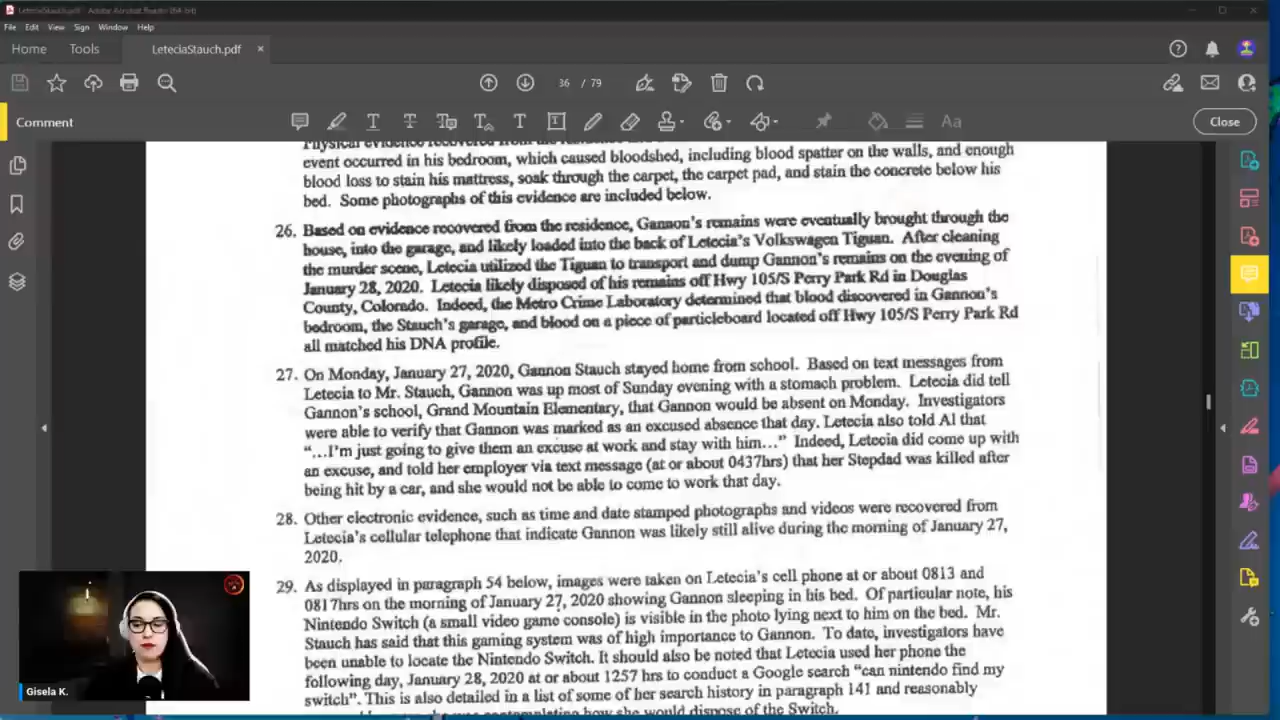 LeteciaStauch.pdf - Adobe Acrobat Reader (64-bit)
File Edit View Sign Window Help
Home Tools LeteciaStauch.pdf ×
36 / 79
Comment
Close
Physical evidence recovered from the
event occurred in his bedroom, which caused bloodshed, including blood spatter on the walls, and enough
blood loss to stain his mattress, soak through the carpet, the carpet pad, and stain the concrete below his
bed. Some photographs of this evidence are included below.
26. Based on evidence recovered from the residence, Gannon's remains were eventually brought through the
house, into the garage, and likely loaded into the back of Letecia's Volkswagen Tiguan. After cleaning
the murder scene, Letecia utilized the Tiguan to transport and dump Gannon's remains on the evening of
January 28, 2020. Letecia likely disposed of his remains off Hwy 105/S Perry Park Rd in Douglas
County, Colorado. Indeed, the Metro Crime Laboratory determined that blood discovered in Gannon's
bedroom, the Stauch's garage, and blood on a piece of particleboard located off Hwy 105/S Perry Park Rd
all matched his DNA profile.
27. On Monday, January 27, 2020, Gannon Stauch stayed home from school. Based on text messages from
Letecia to Mr. Stauch, Gannon was up most of Sunday evening with a stomach problem. Letecia did tell
Gannon's school, Grand Mountain Elementary, that Gannon would be absent on Monday. Investigators
were able to verify that Gannon was marked as an excused absence that day. Letecia also told Al that
"...I'm just going to give them an excuse at work and stay with him..." Indeed, Letecia did come up with
an excuse, and told her employer via text message (at or about 0437hrs) that her Stepdad was killed after
being hit by a car, and she would not be able to come to work that day.
28. Other electronic evidence, such as time and date stamped photographs and videos were recovered from
Letecia's cellular telephone that indicate Gannon was likely still alive during the morning of January 27,
2020.
29. As displayed in paragraph 54 below, images were taken on Letecia's cell phone at or about 0813 and
0817hrs on the morning of January 27, 2020 showing Gannon sleeping in his bed. Of particular note, his
Nintendo Switch (a small video game console) is visible in the photo lying next to him on the bed. Mr.
Stauch has said that this gaming system was of high importance to Gannon. To date, investigators have
been unable to locate the Nintendo Switch. It should also be noted that Letecia used her phone the
following day, January 28, 2020 at or about 1257 hrs to conduct a Google search "can nintendo find my
switch". This is also detailed in a list of some of her search history in paragraph 141 and reasonably
contemplating how she would dispose of the Switch.
Gisela K.